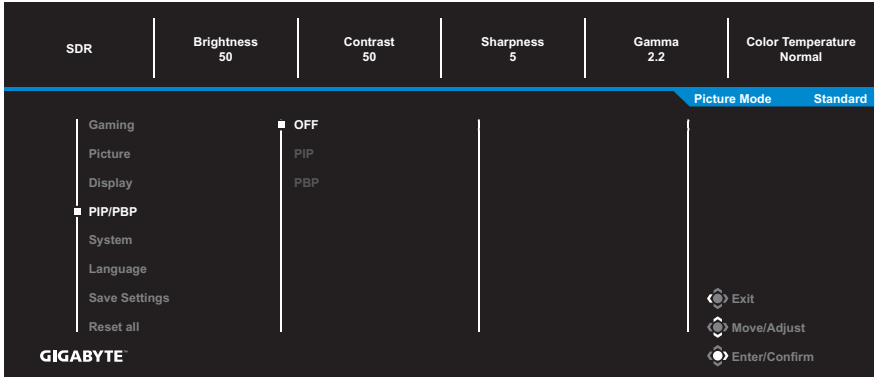 SDR
Brightness
50
Contrast
50
Sharpness
5
Gamma
2.2
Color Temperature
Normal
Picture Mode Standard
Gaming
Picture
Display
PIP/PBP
System
Language
Save Settings
Reset all
OFF
PIP
PBP
Exit
Move/Adjust
Enter/Confirm
GIGABYTE™